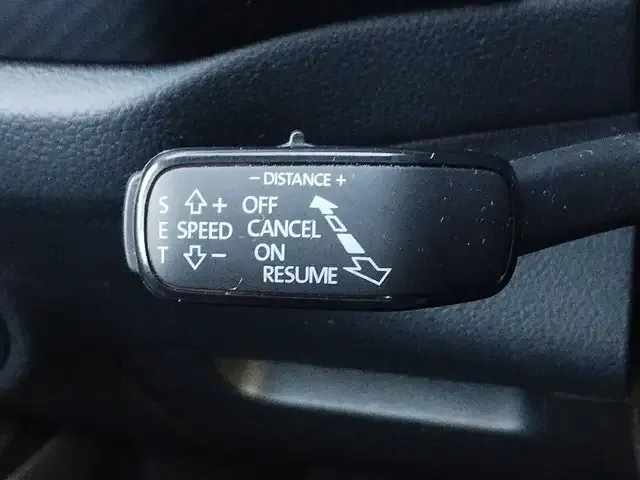 - DISTANCE +
S + OFF
E SPEED CANCEL
T - ON
RESUME